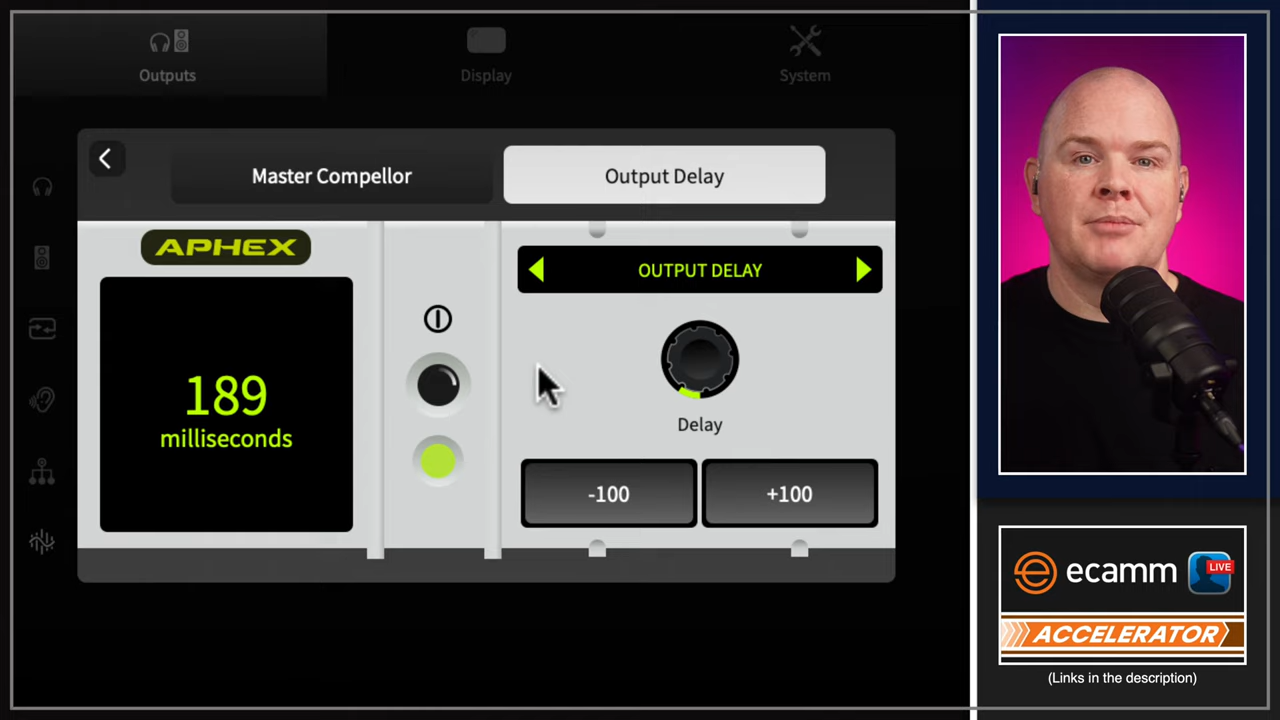 Outputs
Display
System
Master Compellor
Output Delay
APHEX
OUTPUT DELAY
189
milliseconds
Delay
-100
+100
ecamm
LIVE
ACCELERATOR
(Links in the description)